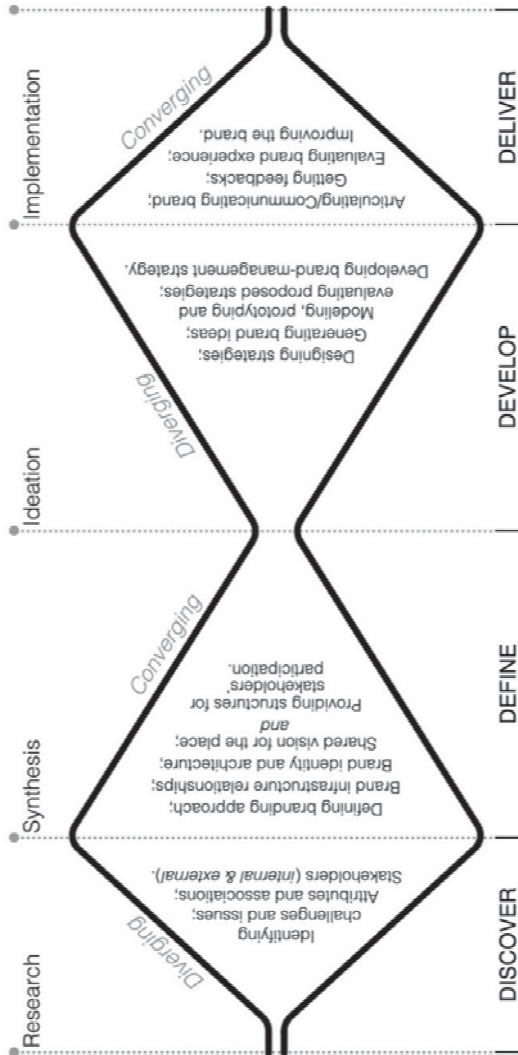 Research
Synthesis
Ideation
Implementation
Diverging
Identifying
challenges and issues;
Attributes and associations;
Stakeholders (internal & external).
Converging
Defining branding approach;
Brand infrastructure relationships;
Brand identity and architecture;
Shared vision for the place;
and
Providing structures for
stakeholders'
participation.
Diverging
Designing strategies;
Generating brand ideas;
Modeling, prototyping and
evaluating proposed strategies;
Developing brand-management strategy.
Converging
Articulating/Communicating brand;
Getting feedbacks;
Evaluating brand experience;
Improving the brand.
DISCOVER
DEFINE
DEVELOP
DELIVER